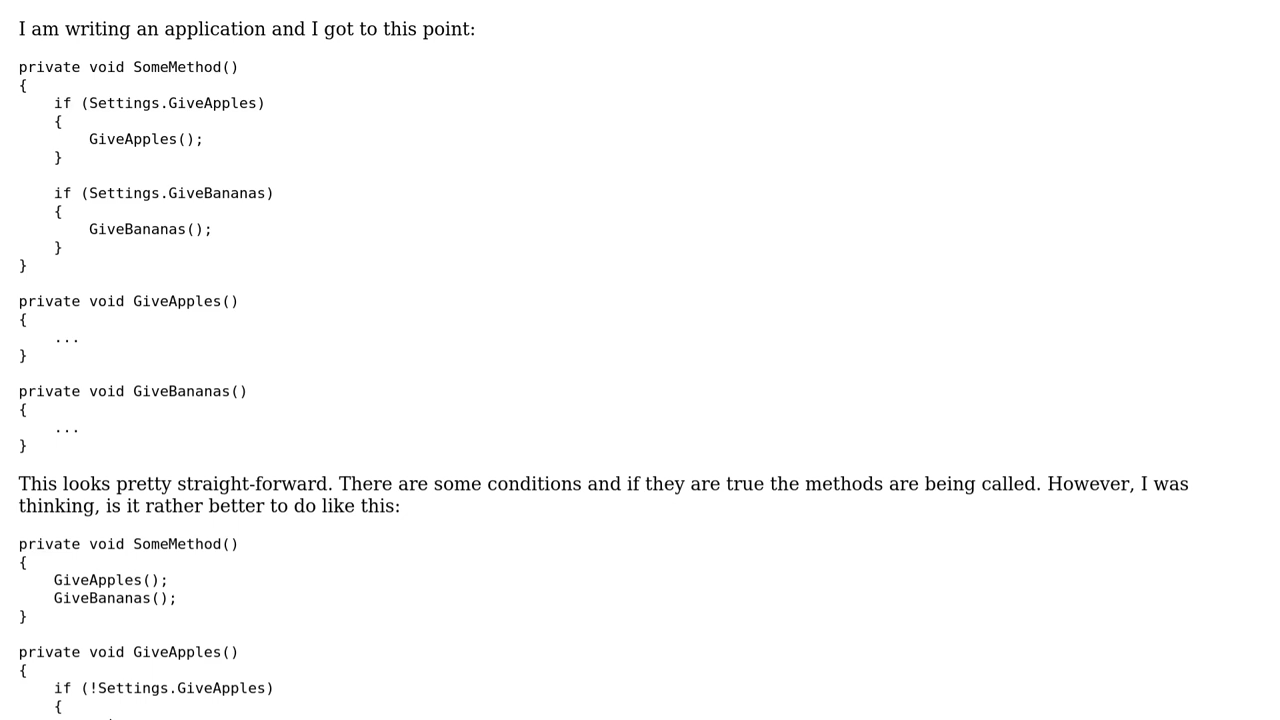 I am writing an application and I got to this point:
private void SomeMethod()
{
    if (Settings.GiveApples)
    {
        GiveApples();
    }

    if (Settings.GiveBananas)
    {
        GiveBananas();
    }
}

private void GiveApples()
{
    ...
}

private void GiveBananas()
{
    ...
}
This looks pretty straight-forward. There are some conditions and if they are true the methods are being called. However, I was
thinking, is it rather better to do like this:
private void SomeMethod()
{
    GiveApples();
    GiveBananas();
}

private void GiveApples()
{
    if (!Settings.GiveApples)
    {